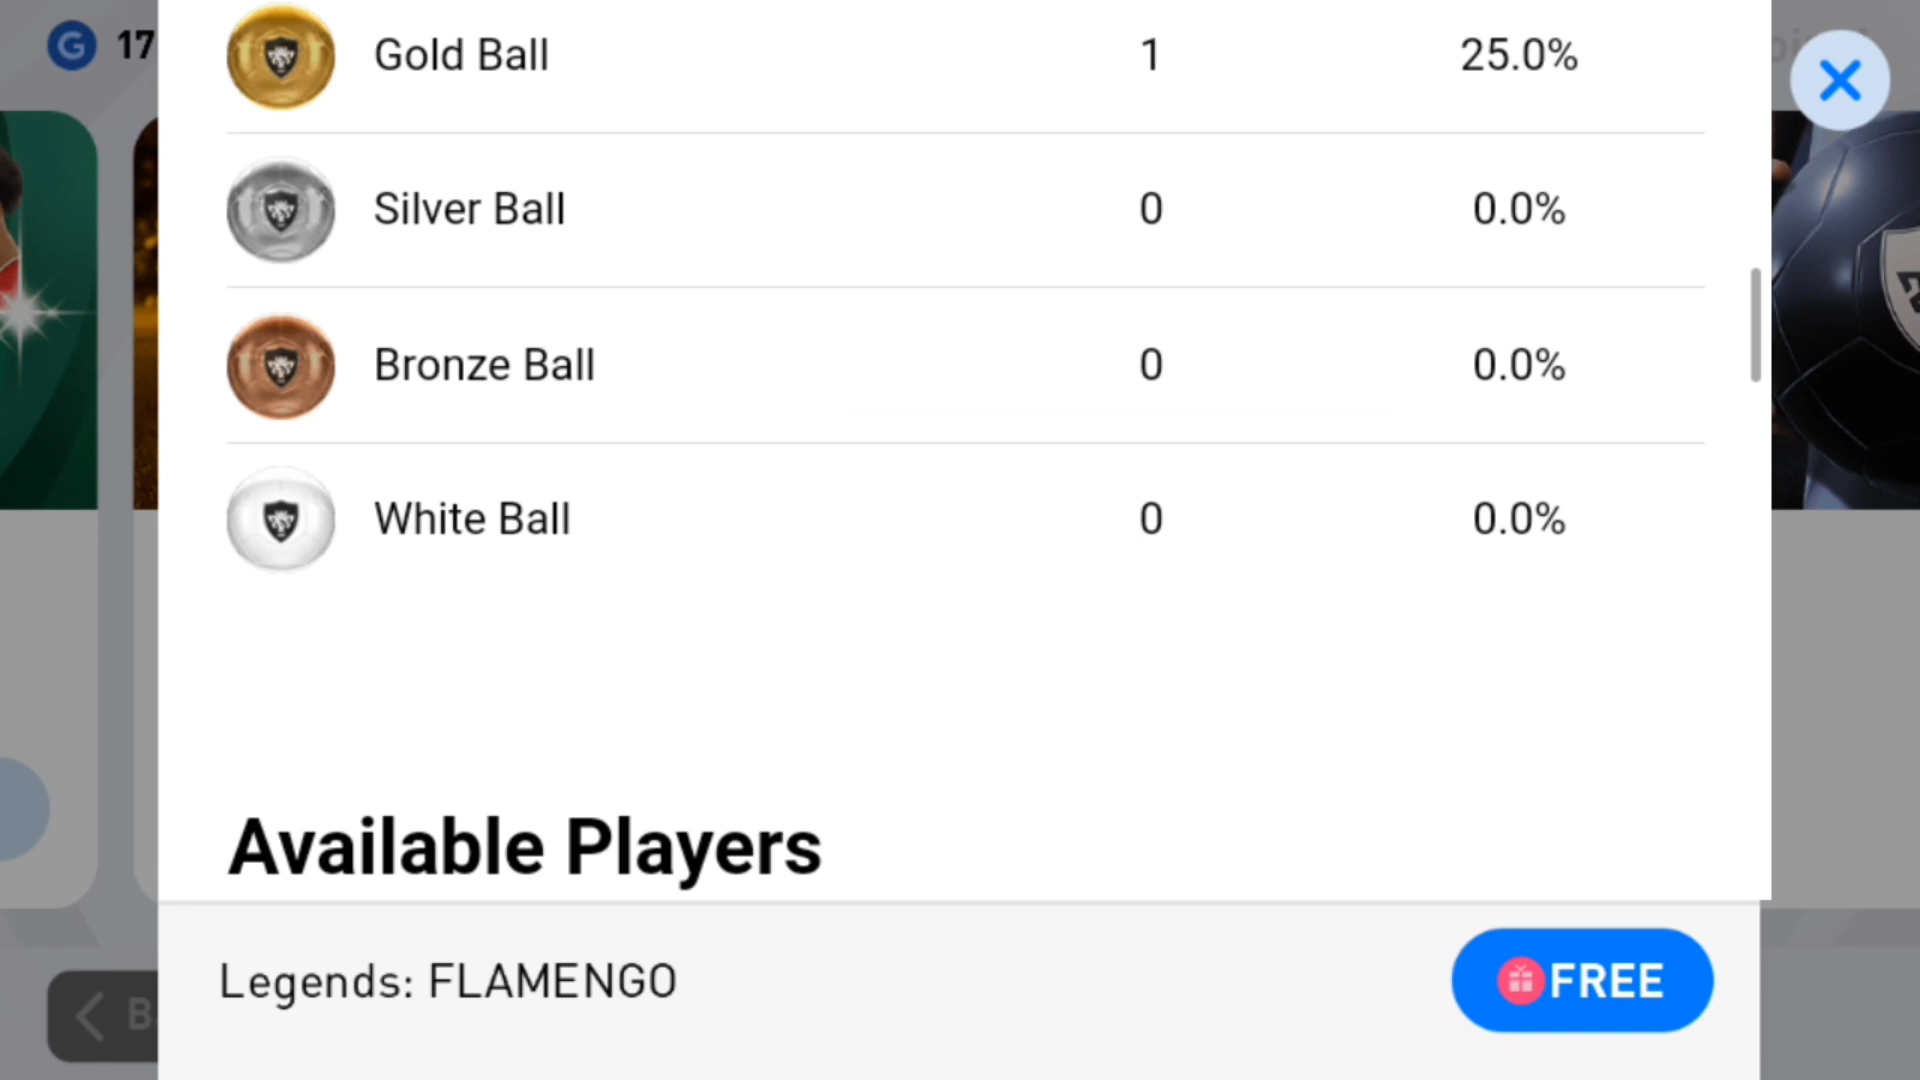 G 17
Gold Ball 1 25.0%
Silver Ball 0 0.0%
Bronze Ball 0 0.0%
White Ball 0 0.0%
Available Players
Legends: FLAMENGO
FREE
B